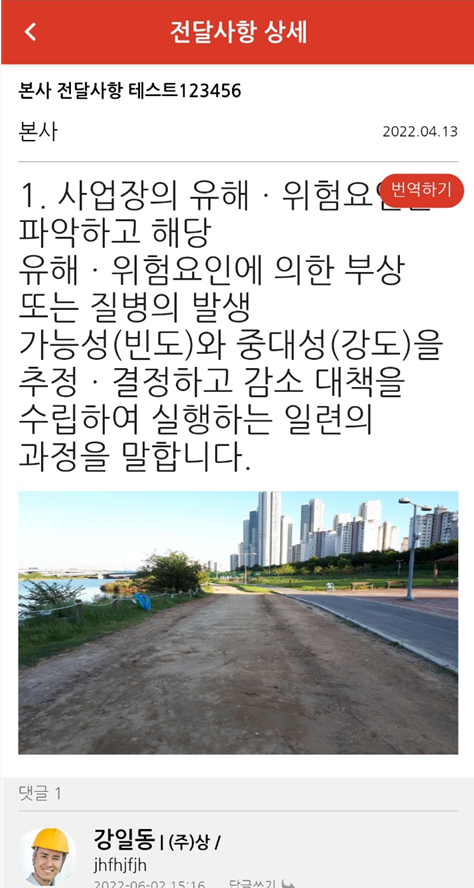 전달사항 상세
본사 전달사항 테스트123456
본사
2022.04.13
1. 사업장의 유해ㆍ위험요
번역하기
파악하고 해당
유해ㆍ위험요인에 의한 부상
또는 질병의 발생
가능성(빈도)와 중대성(강도)을
추정ㆍ결정하고 감소 대책을
수립하여 실행하는 일련의
과정을 말합니다.
댓글 1
강일동 | (주)상 /
jhfhjfjh
2022-06-02 15:16 답글쓰기